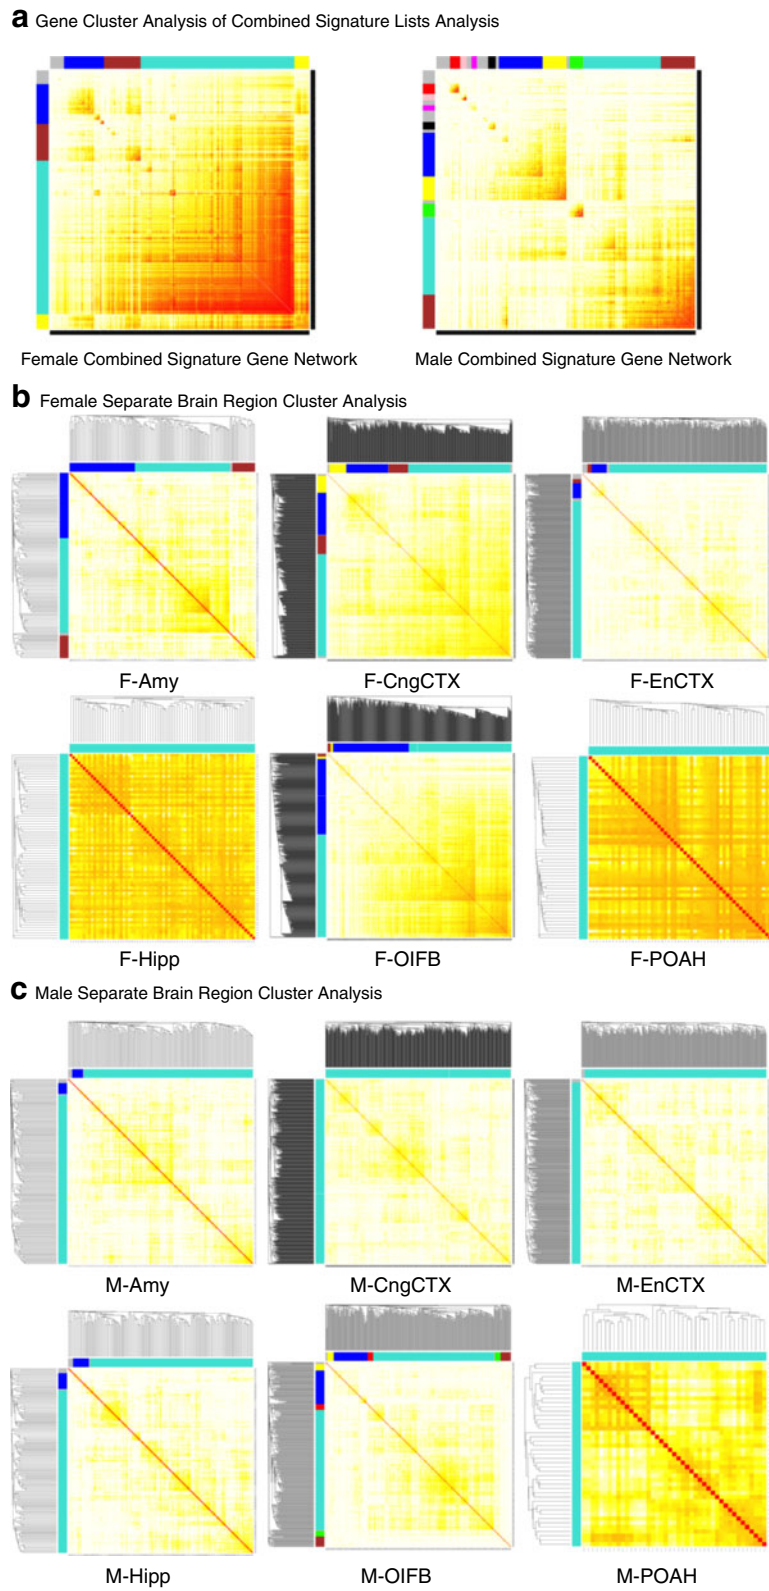 a Gene Cluster Analysis of Combined Signature Lists Analysis
Female Combined Signature Gene Network
Male Combined Signature Gene Network
b Female Separate Brain Region Cluster Analysis
F-Amy
F-CngCTX
F-EnCTX
F-Hipp
F-OIFB
F-POAH
c Male Separate Brain Region Cluster Analysis
M-Amy
M-CngCTX
M-EnCTX
M-Hipp
M-OIFB
M-POAH